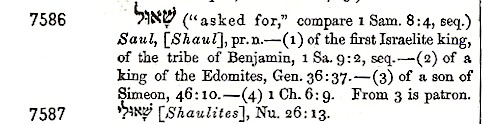 7586 שָׁאוּל (“asked for,” compare 1 Sam. 8:4, seq.)
Saul, [Shaul], pr.n.—(1) of the first Israelite king,
of the tribe of Benjamin, 1 Sa. 9:2, seq.—(2) of a
king of the Edomites, Gen. 36:37.—(3) of a son of
Simeon, 46:10.—(4) 1 Ch. 6:9. From 3 is patron.
7587 שָׁאוּלִי [Shaulites], Nu. 26:13.